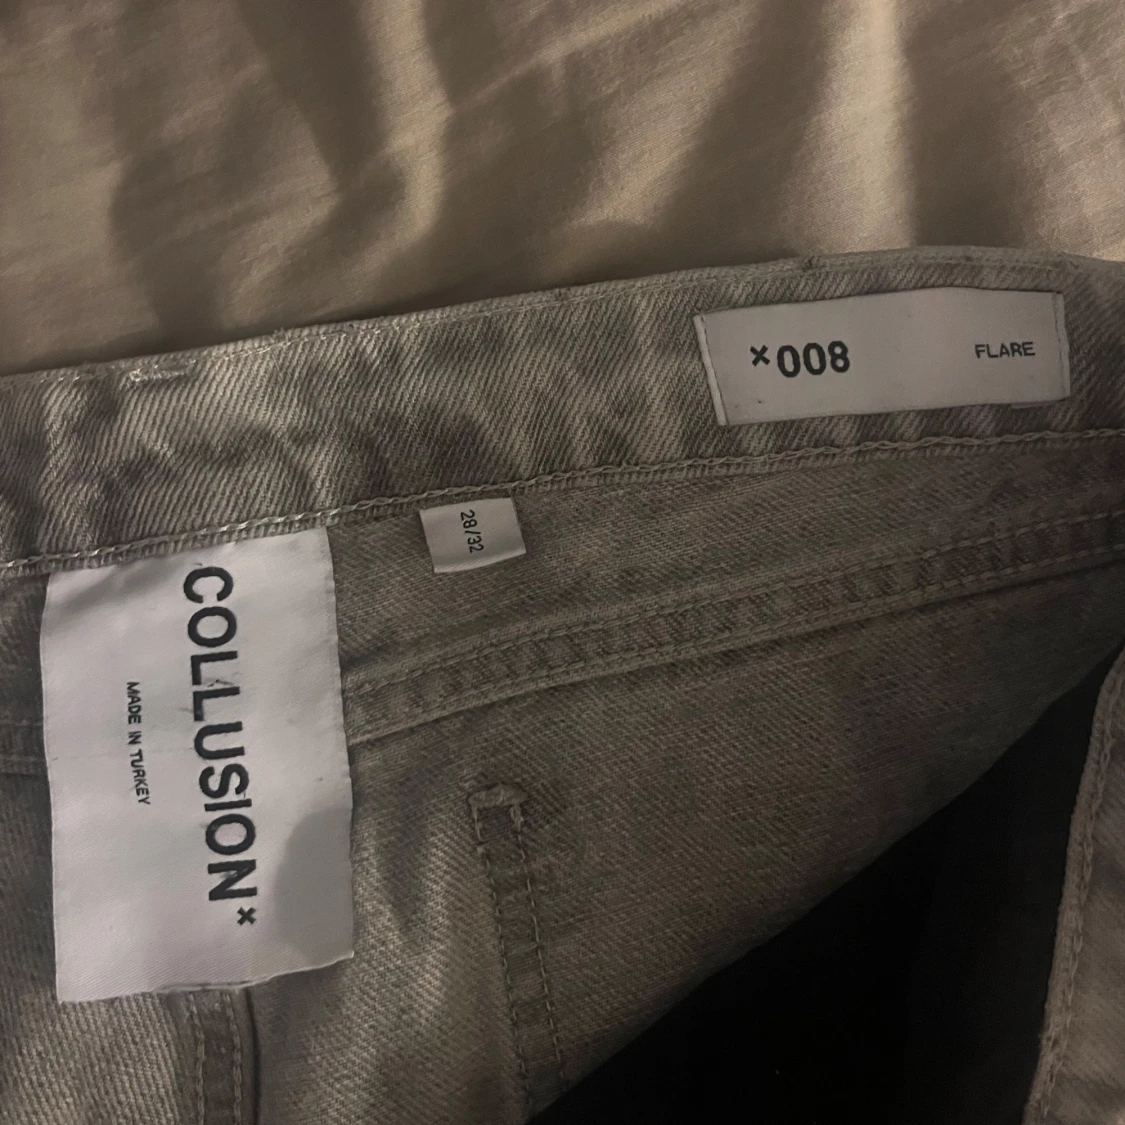 ×008 FLARE
28/32
COLLUSION×
MADE IN TURKEY